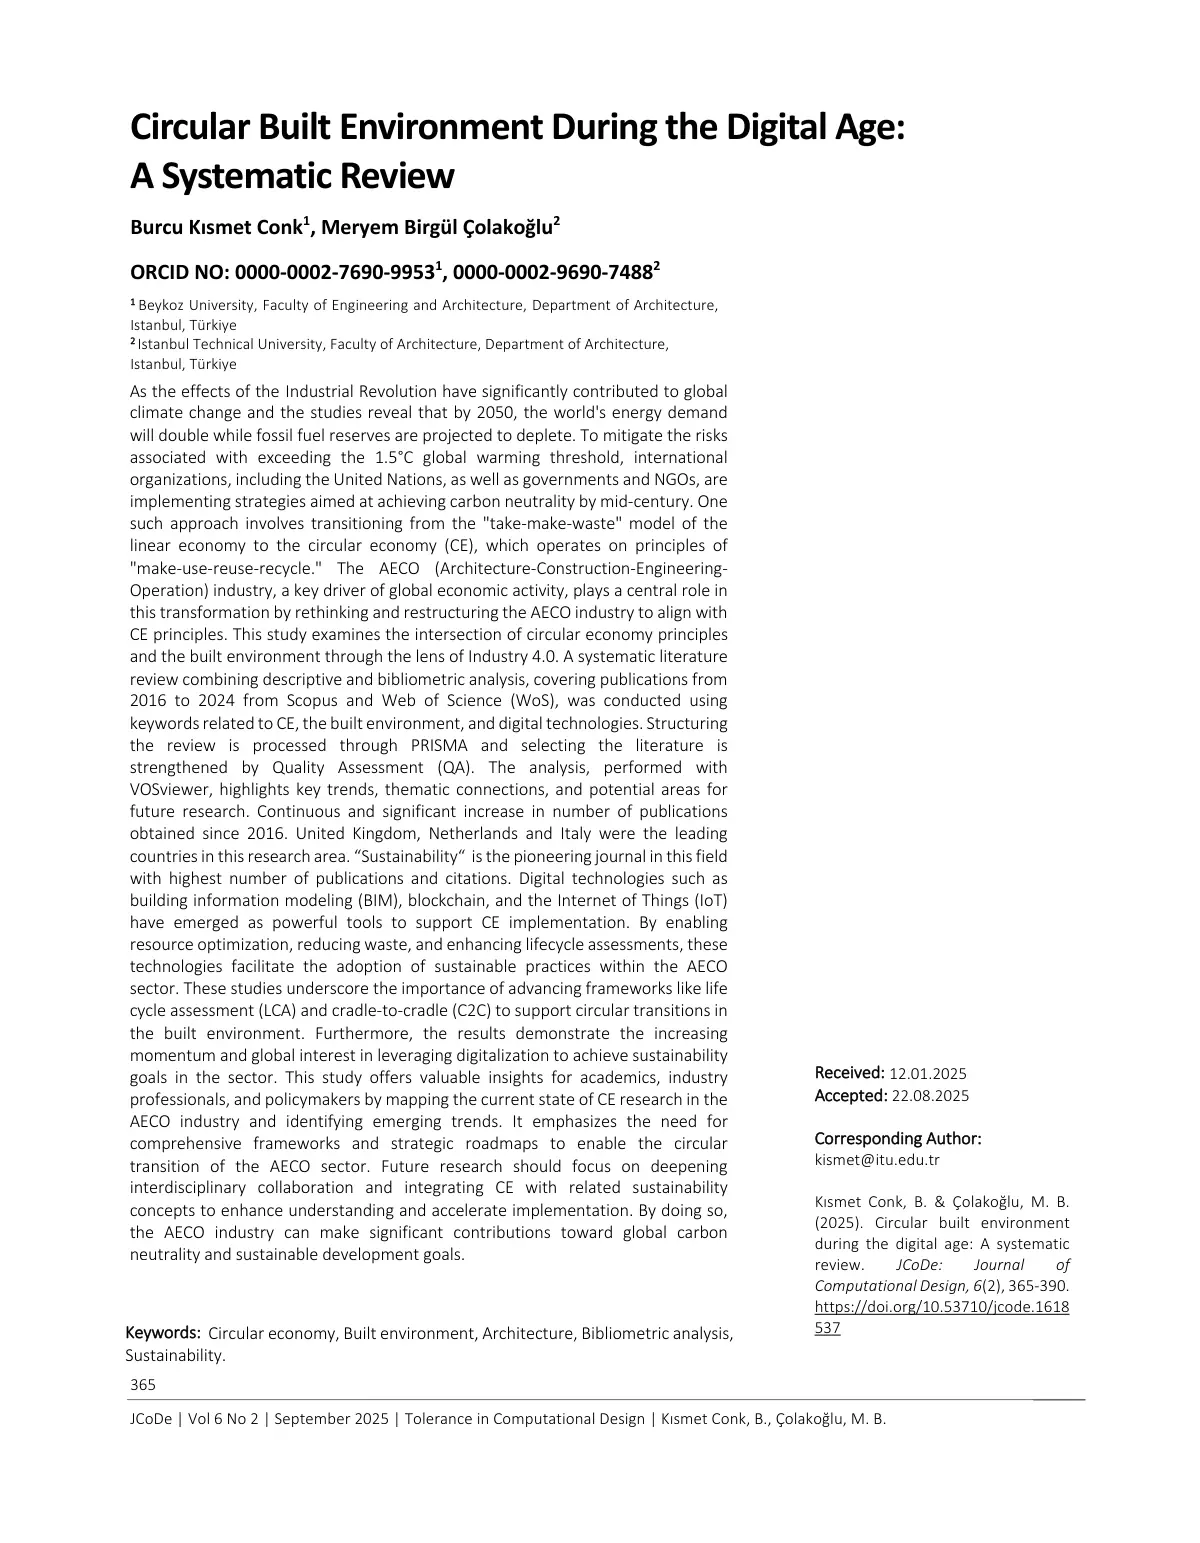 Circular Built Environment During the Digital Age:
A Systematic Review
Burcu Kısmet Conk1, Meryem Birgül Çolakoğlu2
ORCID NO: 0000-0002-7690-99531, 0000-0002-9690-74882
1 Beykoz University, Faculty of Engineering and Architecture, Department of Architecture,
Istanbul, Türkiye
2 Istanbul Technical University, Faculty of Architecture, Department of Architecture,
Istanbul, Türkiye
As the effects of the Industrial Revolution have significantly contributed to global
climate change and the studies reveal that by 2050, the world's energy demand
will double while fossil fuel reserves are projected to deplete. To mitigate the risks
associated with exceeding the 1.5°C global warming threshold, international
organizations, including the United Nations, as well as governments and NGOs, are
implementing strategies aimed at achieving carbon neutrality by mid-century. One
such approach involves transitioning from the "take-make-waste" model of the
linear economy to the circular economy (CE), which operates on principles of
"make-use-reuse-recycle." The AECO (Architecture-Construction-Engineering-
Operation) industry, a key driver of global economic activity, plays a central role in
this transformation by rethinking and restructuring the AECO industry to align with
CE principles. This study examines the intersection of circular economy principles
and the built environment through the lens of Industry 4.0. A systematic literature
review combining descriptive and bibliometric analysis, covering publications from
2016 to 2024 from Scopus and Web of Science (WoS), was conducted using
keywords related to CE, the built environment, and digital technologies. Structuring
the review is processed through PRISMA and selecting the literature is
strengthened by Quality Assessment (QA). The analysis, performed with
VOSviewer, highlights key trends, thematic connections, and potential areas for
future research. Continuous and significant increase in number of publications
obtained since 2016. United Kingdom, Netherlands and Italy were the leading
countries in this research area. “Sustainability“ is the pioneering journal in this field
with highest number of publications and citations. Digital technologies such as
building information modeling (BIM), blockchain, and the Internet of Things (IoT)
have emerged as powerful tools to support CE implementation. By enabling
resource optimization, reducing waste, and enhancing lifecycle assessments, these
technologies facilitate the adoption of sustainable practices within the AECO
sector. These studies underscore the importance of advancing frameworks like life
cycle assessment (LCA) and cradle-to-cradle (C2C) to support circular transitions in
the built environment. Furthermore, the results demonstrate the increasing
momentum and global interest in leveraging digitalization to achieve sustainability
goals in the sector. This study offers valuable insights for academics, industry
professionals, and policymakers by mapping the current state of CE research in the
AECO industry and identifying emerging trends. It emphasizes the need for
comprehensive frameworks and strategic roadmaps to enable the circular
transition of the AECO sector. Future research should focus on deepening
interdisciplinary collaboration and integrating CE with related sustainability
concepts to enhance understanding and accelerate implementation. By doing so,
the AECO industry can make significant contributions toward global carbon
neutrality and sustainable development goals.
Received: 12.01.2025
Accepted: 22.08.2025
Corresponding Author:
kismet@itu.edu.tr
Kısmet Conk, B. & Çolakoğlu, M. B.
(2025). Circular built environment
during the digital age: A systematic
review. JCoDe: Journal of
Computational Design, 6(2), 365-390.
https://doi.org/10.53710/jcode.1618
537
Keywords: Circular economy, Built environment, Architecture, Bibliometric analysis,
Sustainability.
365
JCoDe | Vol 6 No 2 | September 2025 | Tolerance in Computational Design | Kısmet Conk, B., Çolakoğlu, M. B.